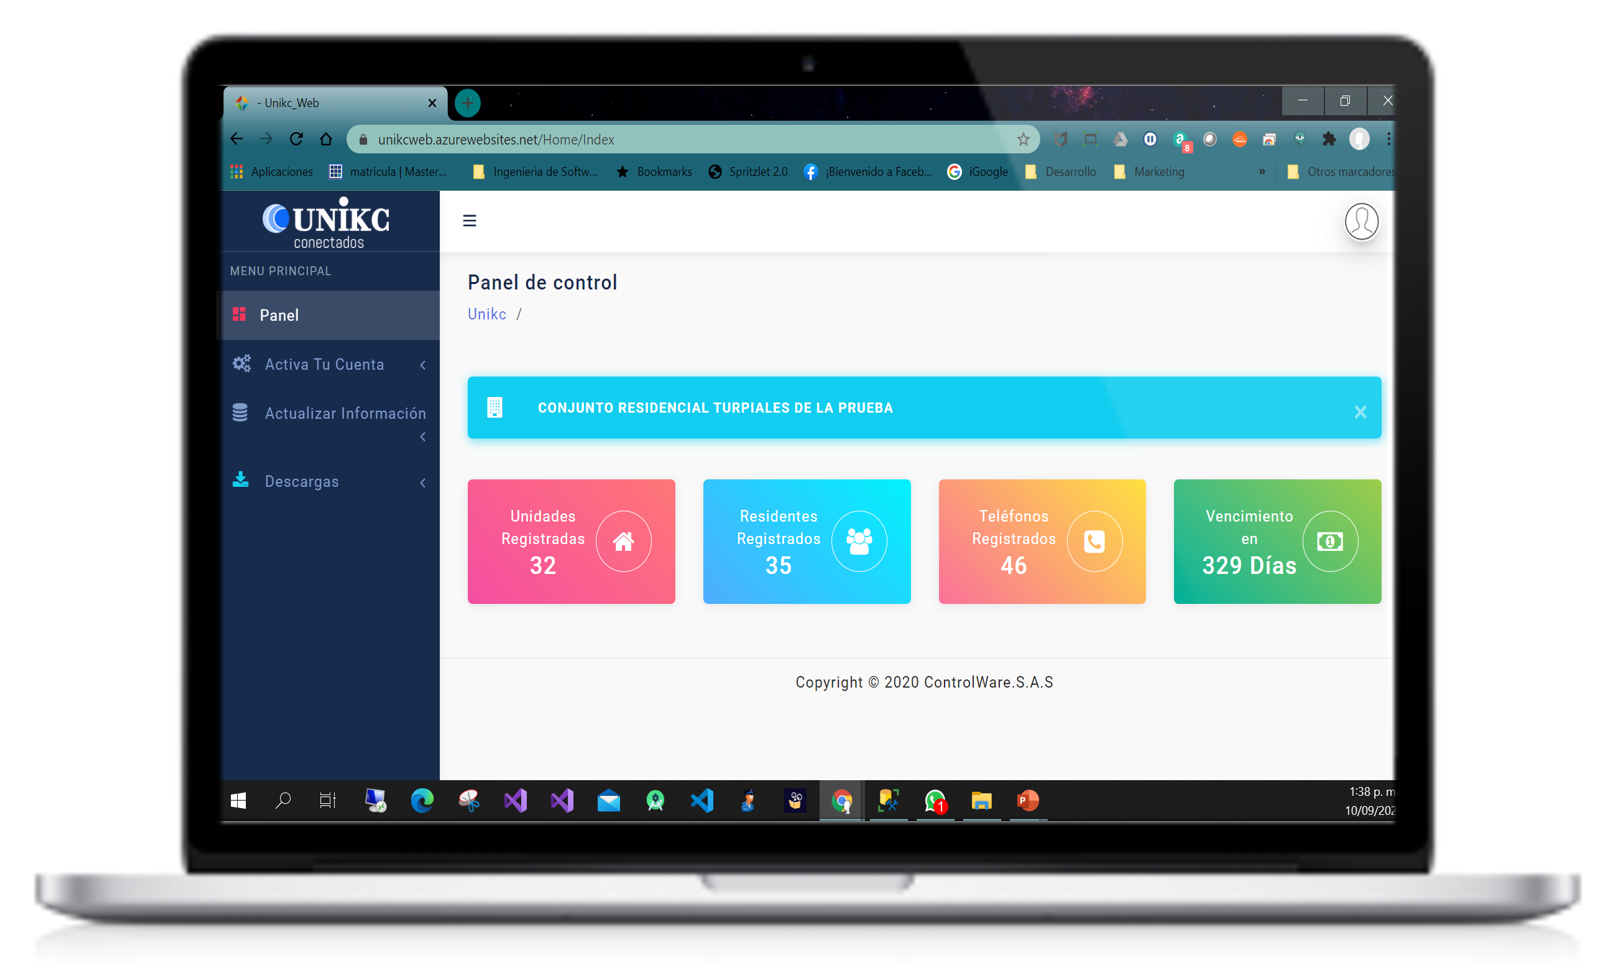 - Unikc_Web
unikcweb.azurewebsites.net/Home/Index
8
Aplicaciones
matricula | Master...
Ingenieria de Softw...
Bookmarks
Spritzlet 2.0
¡Bienvenido a Faceb...
iGoogle
Desarrollo
Marketing
»
Otros marcadores
UNIKC
conectados
MENU PRINCIPAL
Panel
Activa Tu Cuenta
Actualizar Información
Descargas
Panel de control
Unikc /
CONJUNTO RESIDENCIAL TURPIALES DE LA PRUEBA
Unidades
Registradas
32
Residentes
Registrados
35
Teléfonos
Registrados
46
Vencimiento
en
329 Días
Copyright © 2020 ControlWare.S.A.S
1
1:38 p. m
10/09/202